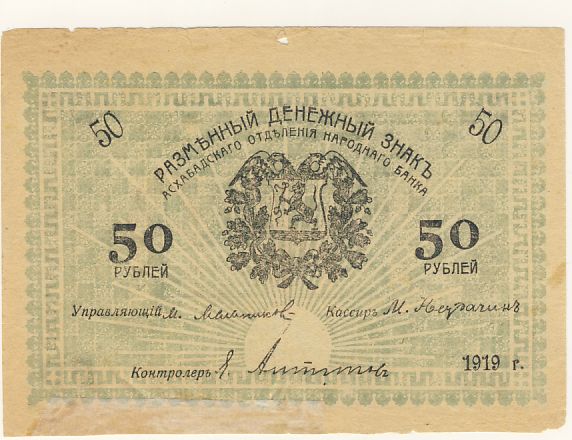 50
50
РАЗМѢННЫЙ ДЕНЕЖНЫЙ ЗНАКЪ
АСХАБАДСКАГО ОТДѢЛЕНІЯ НАРОДНАГО БАНКА
50
РУБЛЕЙ
50
РУБЛЕЙ
Управляющій М.
Кассиръ М.
Контролеръ
1919 г.